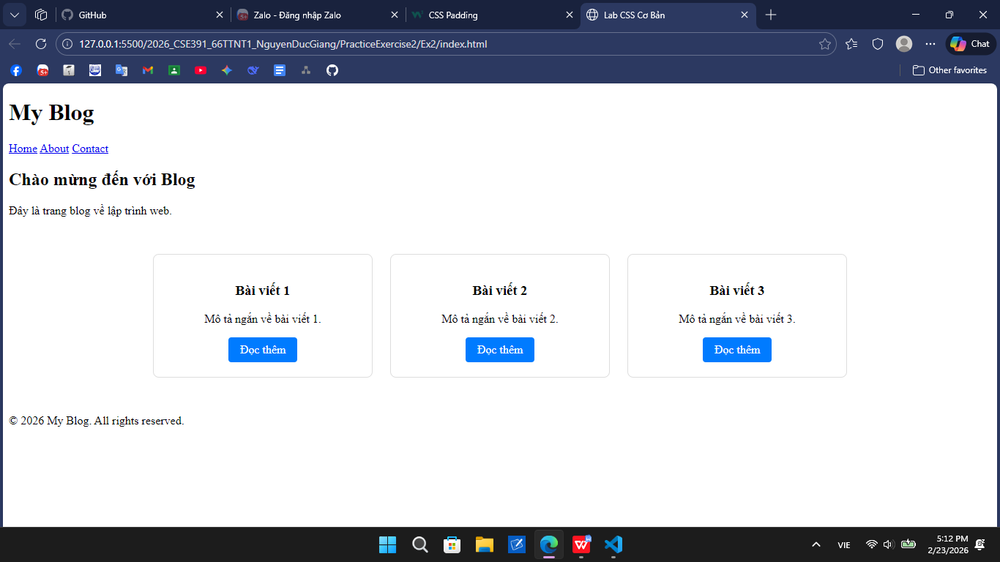 GitHub
Zalo - Đăng nhập Zalo
CSS Padding
Lab CSS Cơ Bản
127.0.0.1:5500/2026_CSE391_66TTNT1_NguyenDucGiang/PracticeExercise2/Ex2/index.html
Chat
Other favorites
My Blog
Home About Contact
Chào mừng đến với Blog
Đây là trang blog về lập trình web.
Bài viết 1
Mô tả ngắn về bài viết 1.
Đọc thêm
Bài viết 2
Mô tả ngắn về bài viết 2.
Đọc thêm
Bài viết 3
Mô tả ngắn về bài viết 3.
Đọc thêm
© 2026 My Blog. All rights reserved.
VIE
5:12 PM
2/23/2026